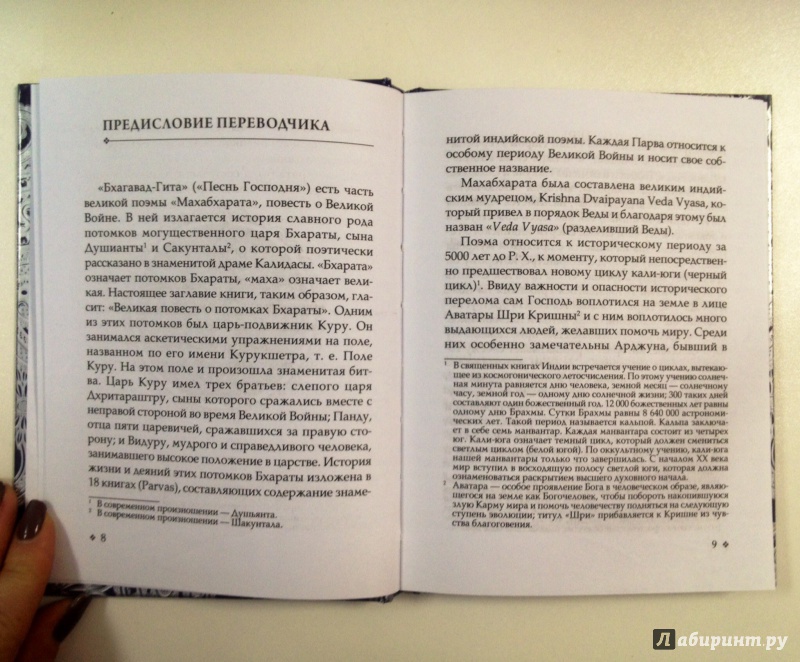 ПРЕДИСЛОВИЕ ПЕРЕВОДЧИКА
«Бхагавад-Гита» («Песнь Господня») есть часть
великой поэмы «Махабхарата», повесть о Великой
Войне. В ней излагается история славного рода
потомков могущественного царя Бхараты, сына
Душианты¹ и Сакунталы², о которой поэтически
рассказано в знаменитой драме Калидасы. «Бхарата»
означает потомков Бхараты, «маха» означает вели-
кая. Настоящее заглавие книги, таким образом, гла-
сит: «Великая повесть о потомках Бхараты». Одним
из этих потомков был царь-подвижник Куру. Он
занимался аскетическими упражнениями на поле,
названном по его имени Курукшетра, т. е. Поле
Куру. На этом поле и произошла знаменитая бит-
ва. Царь Куру имел трех братьев: слепого царя
Дхритараштру, сыны которого сражались вместе с
неправой стороной во время Великой Войны; Панду,
отца пяти царевичей, сражавшихся за правую сто-
рону; и Видуру, мудрого и справедливого человека,
занимавшего высокое положение в царстве. История
жизни и деяний этих потомков Бхараты изложена в
18 книгах (Parvas), составляющих содержание знаме-
¹ В современном произношении — Душьянта.
² В современном произношении — Шакунтала.
8
нитой индийской поэмы. Каждая Парва относится к
особому периоду Великой Войны и носит свое соб-
ственное название.
Махабхарата была составлена великим индий-
ским мудрецом, Krishna Dvaipayana Veda Vyasa,
который привел в порядок Веды и благодаря этому был
назван «Veda Vyasa» (разделивший Веды).
Поэма относится к историческому периоду за
5000 лет до Р. Х., к моменту, который непосредствен-
но предшествовал новому циклу кали-юги (черный
цикл)¹. Ввиду важности и опасности исторического
перелома сам Господь воплотился на земле в лице
Аватары Шри Кришны² и с ним воплотилось много
выдающихся людей, желавших помочь миру. Среди
них особенно замечательны Арджуна, бывший в
¹ В священных книгах Индии встречается учение о циклах, вытекаю-
щее из космогонического летосчисления. По этому учению солнеч-
ная минута равняется дню человека, земной месяц — солнечному
часу, земной год — одному дню солнечной жизни; 300 таких дней
составляют один божественный год. 12 000 божественных лет равны
одному дню Брахмы. Сутки Брахмы равны 8 640 000 астрономи-
ческих лет. Такой период называется кальпой. Кальпа заключа-
ет в себе семь манвантар. Каждая манвантара состоит из четырех
юг. Кали-юга означает темный цикл, который должен смениться
светлым циклом (белой югой). По оккультному учению, кали-юга
нашей манвантары только что завершилась. С началом XX века
мир вступил в восходящую полосу светлой юги, которая должна
ознаменоваться раскрытием высшего духовного начала.
² Аватара — особое проявление Бога в человеческом образе, являю-
щегося на земле как Богочеловек, чтобы побороть накопившуюся
злую Карму мира и помочь человечеству подняться на следующую
ступень эволюции; титул «Шри» прибавляется к Кришне из чув-
ства благоговения.
9
Лабиринт.ру